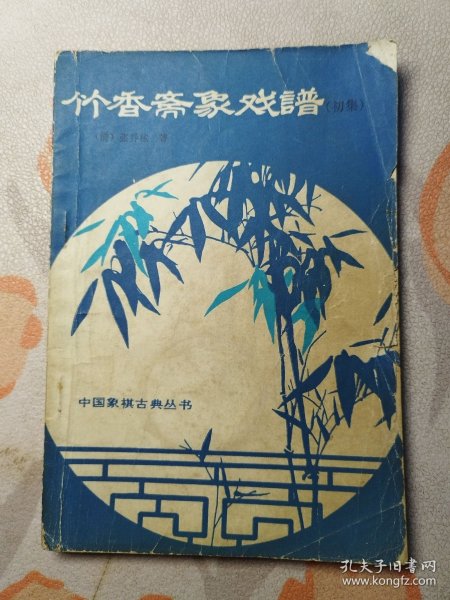 竹香斋象戏譜（初集）
（清）张乔栋 著
中国象棋古典丛书
孔夫子旧书网
www.kongfz.com